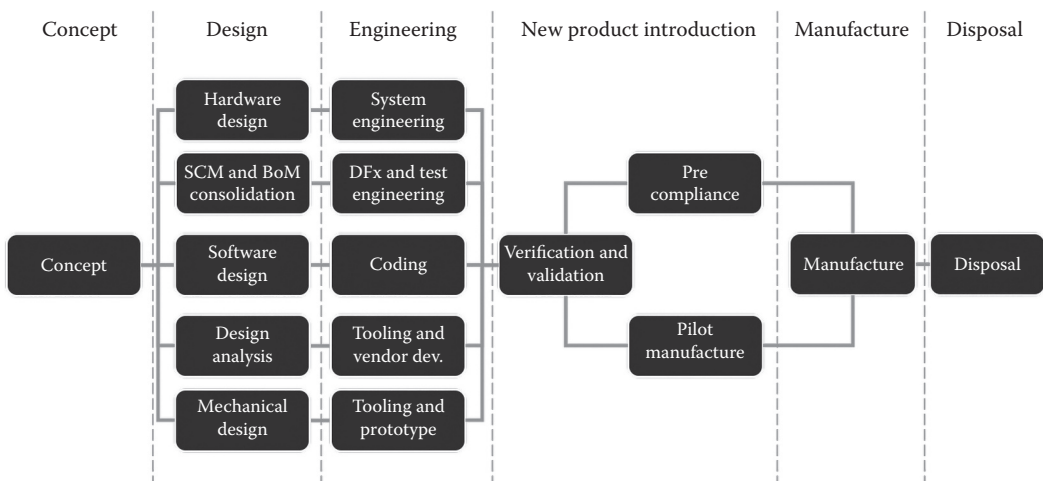 Concept
Design
Engineering
New product introduction
Manufacture
Disposal
Hardware
design
System
engineering
SCM and BoM
consolidation
DFx and test
engineering
Pre
compliance
Concept
Software
design
Coding
Verification and
validation
Manufacture
Disposal
Design
analysis
Tooling and
vendor dev.
Pilot
manufacture
Mechanical
design
Tooling and
prototype